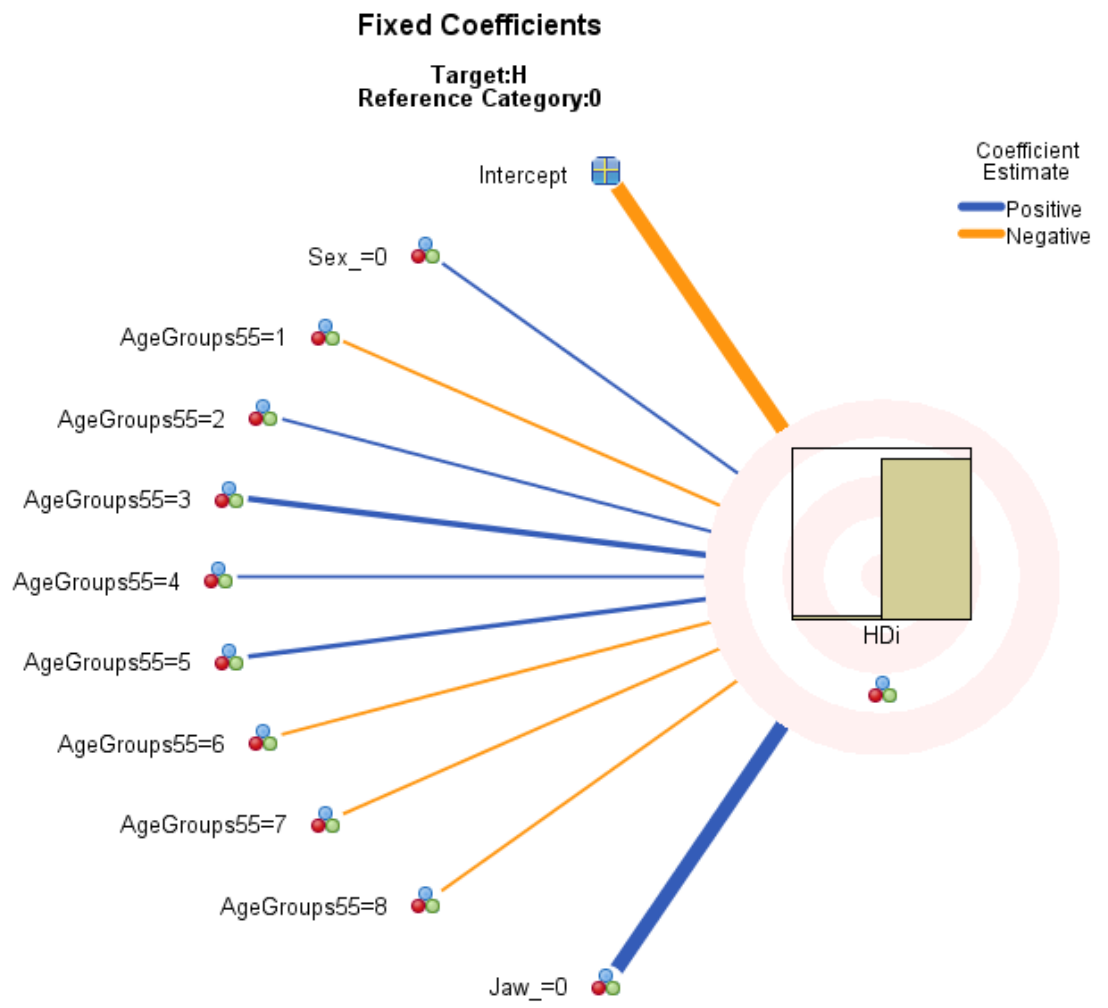 Fixed Coefficients
Target:H
Reference Category:0
Coefficient
Estimate
Positive
Negative
Intercept
Sex_=0
AgeGroups55=1
AgeGroups55=2
AgeGroups55=3
AgeGroups55=4
AgeGroups55=5
AgeGroups55=6
AgeGroups55=7
AgeGroups55=8
Jaw_=0
HDi